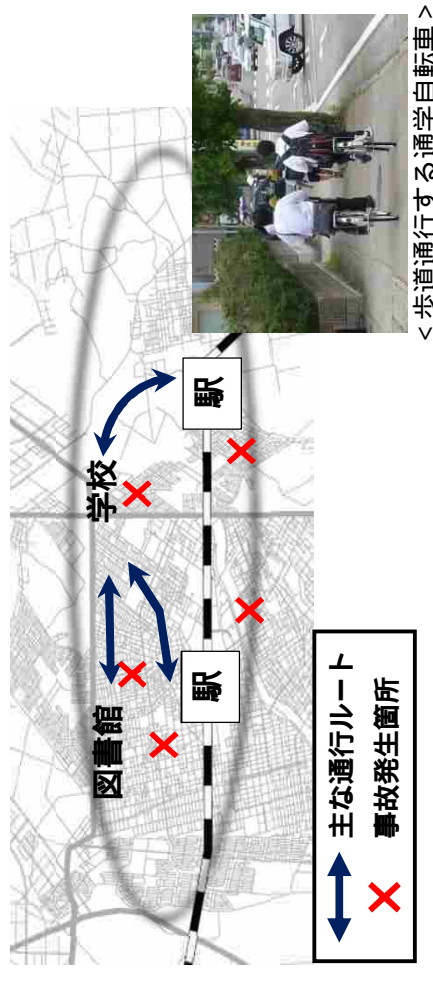 学校
図書館
駅
駅
主な通行ルート
事故発生箇所
＜歩道通行する通学自転車＞